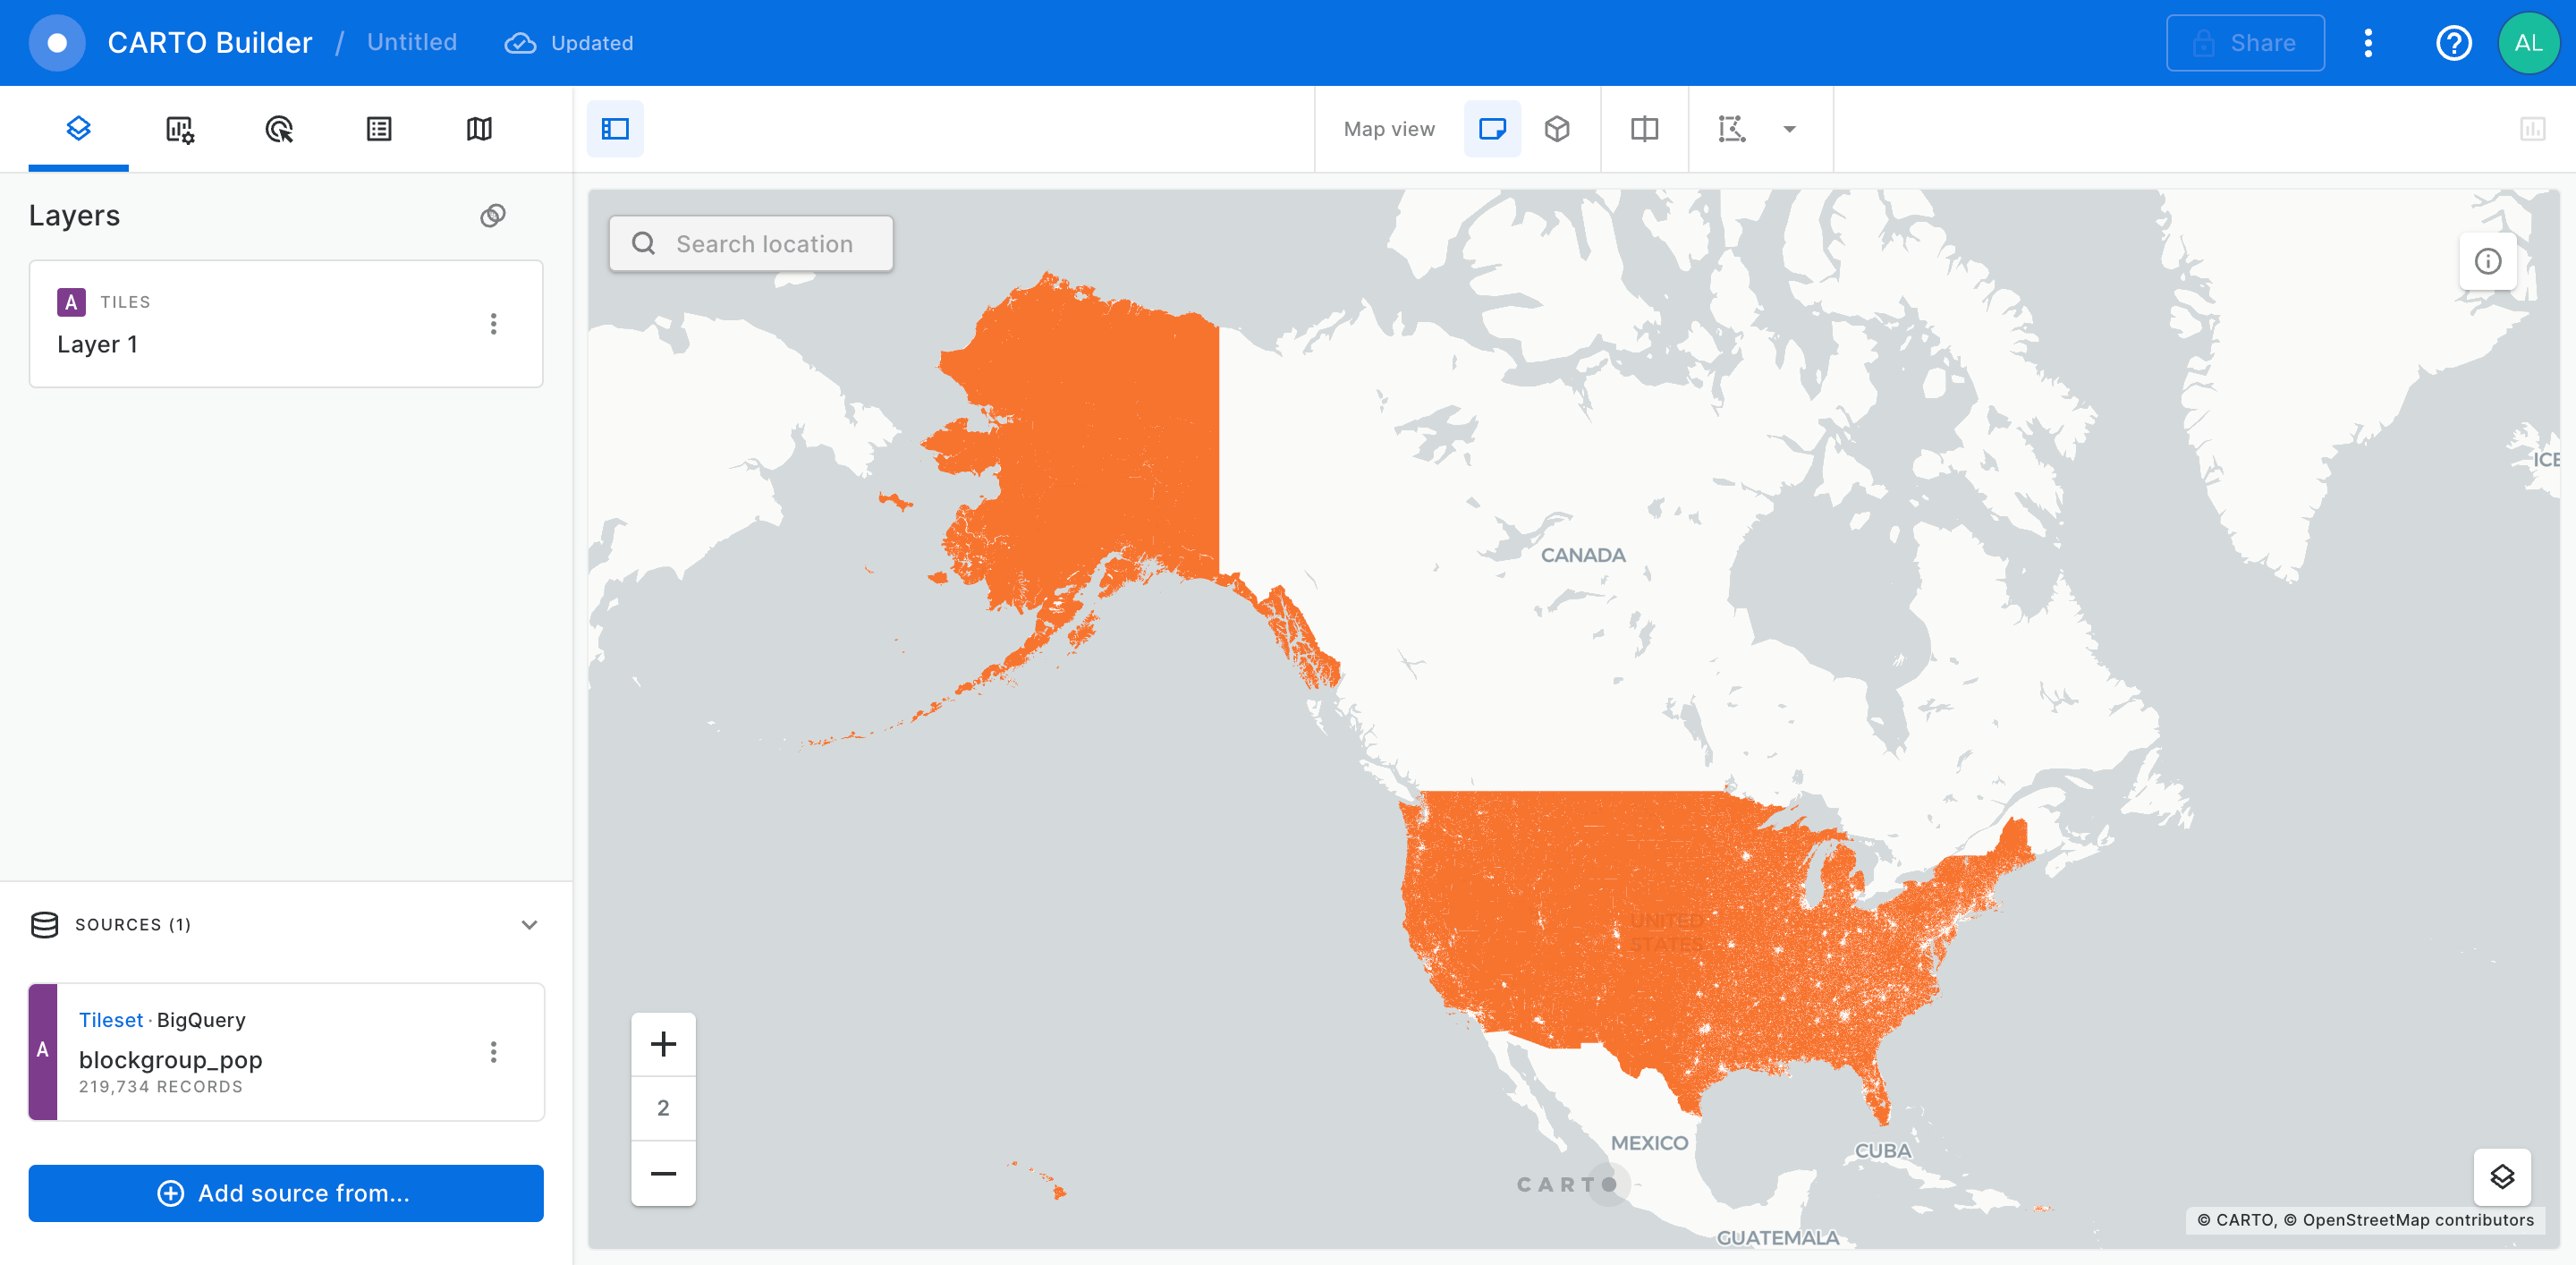 CARTO Builder / Untitled Updated Share AL
Map view
Layers
A TILES
Layer 1
SOURCES (1)
A
Tileset · BigQuery
blockgroup_pop
219,734 RECORDS
Add source from...
Search location
ICE
CANADA
UNITED
STATES
2
MEXICO
CUBA
CARTO
GUATEMALA
© CARTO, © OpenStreetMap contributors